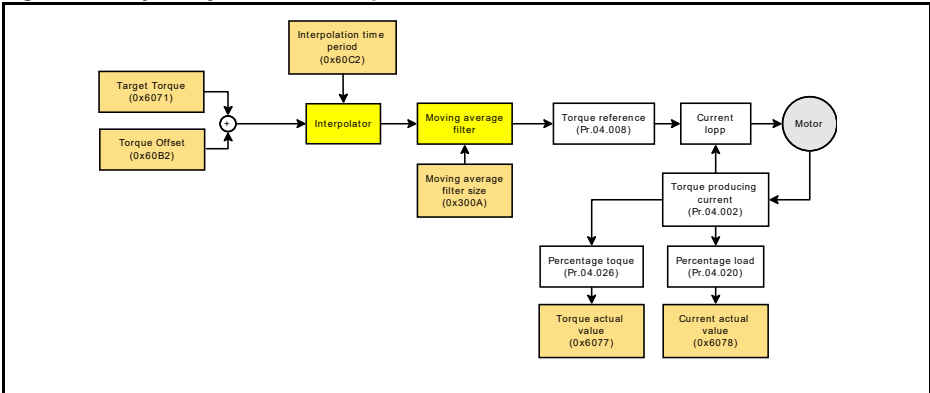 Interpolation time
period
(0x60C2)
Target Torque
(0x6071)
+
Torque Offset
(0x60B2)
Interpolator
Moving average
filter
Torque reference
(Pr.04.008)
Current
lopp
Motor
Moving average
filter size
(0x300A)
Torque producing
current
(Pr.04.002)
Percentage toque
(Pr.04.026)
Percentage load
(Pr.04.020)
Torque actual
value
(0x6077)
Current actual
value
(0x6078)